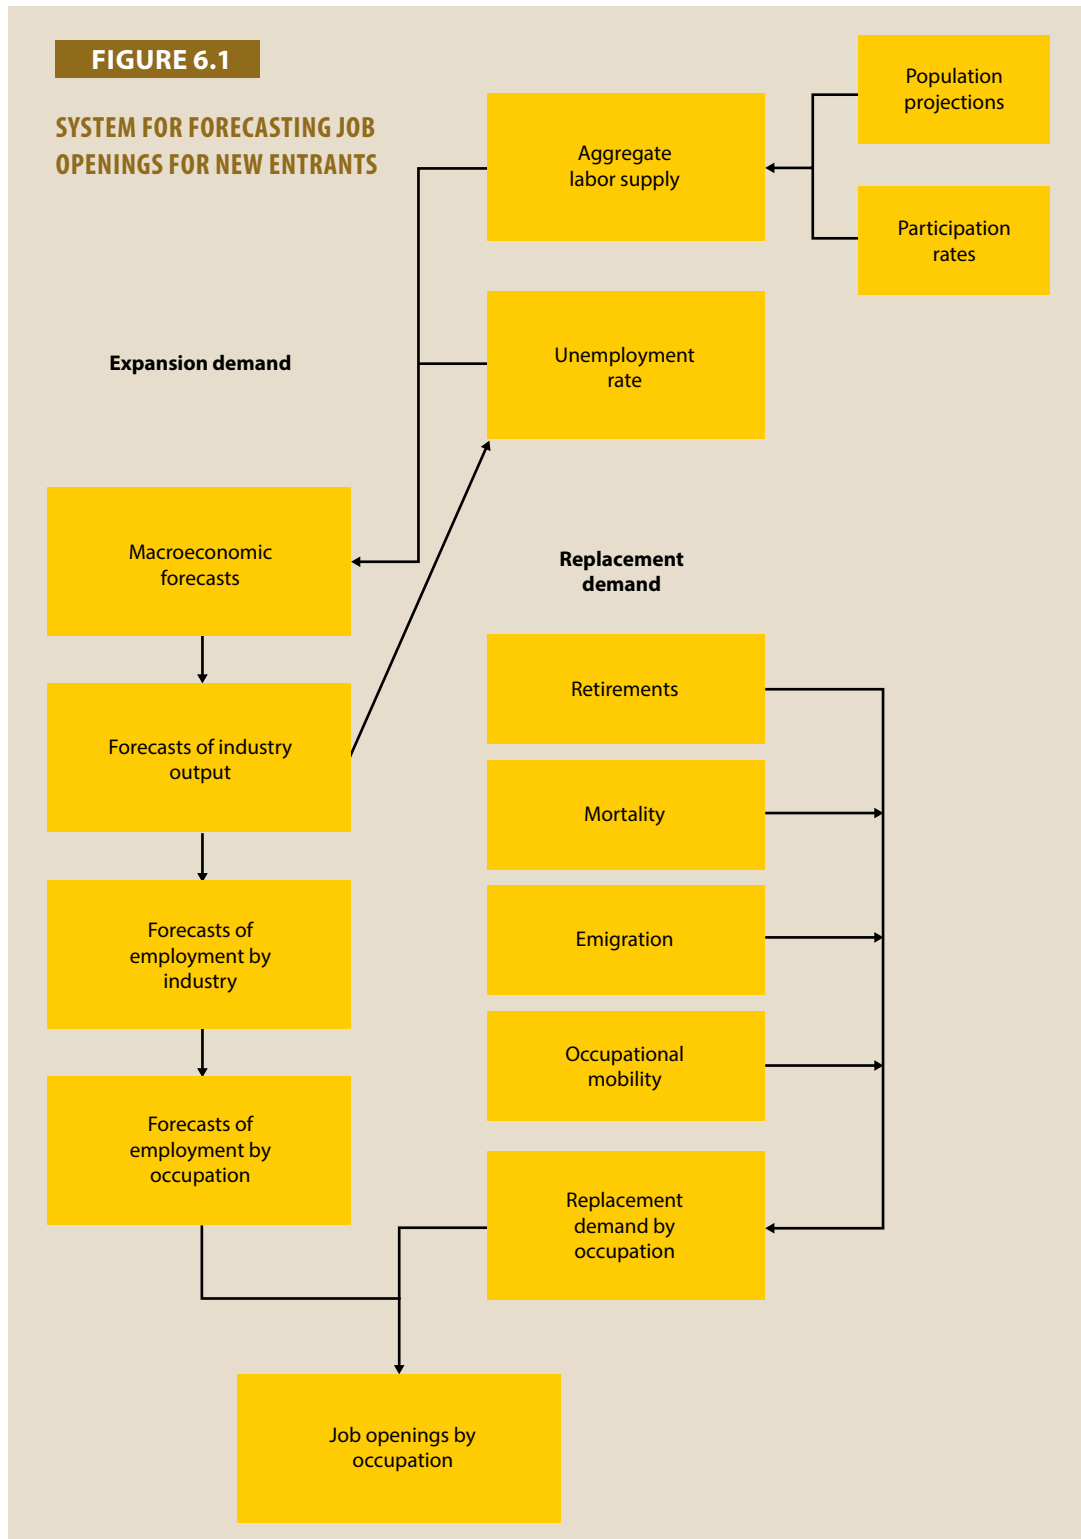 FIGURE 6.1
SYSTEM FOR FORECASTING JOB
OPENINGS FOR NEW ENTRANTS
Population
projections
Aggregate
labor supply
Participation
rates
Expansion demand
Unemployment
rate
Macroeconomic
forecasts
Replacement
demand
Retirements
Forecasts of industry
output
Mortality
Forecasts of
employment by
industry
Emigration
Occupational
mobility
Forecasts of
employment by
occupation
Replacement
demand by
occupation
Job openings by
occupation